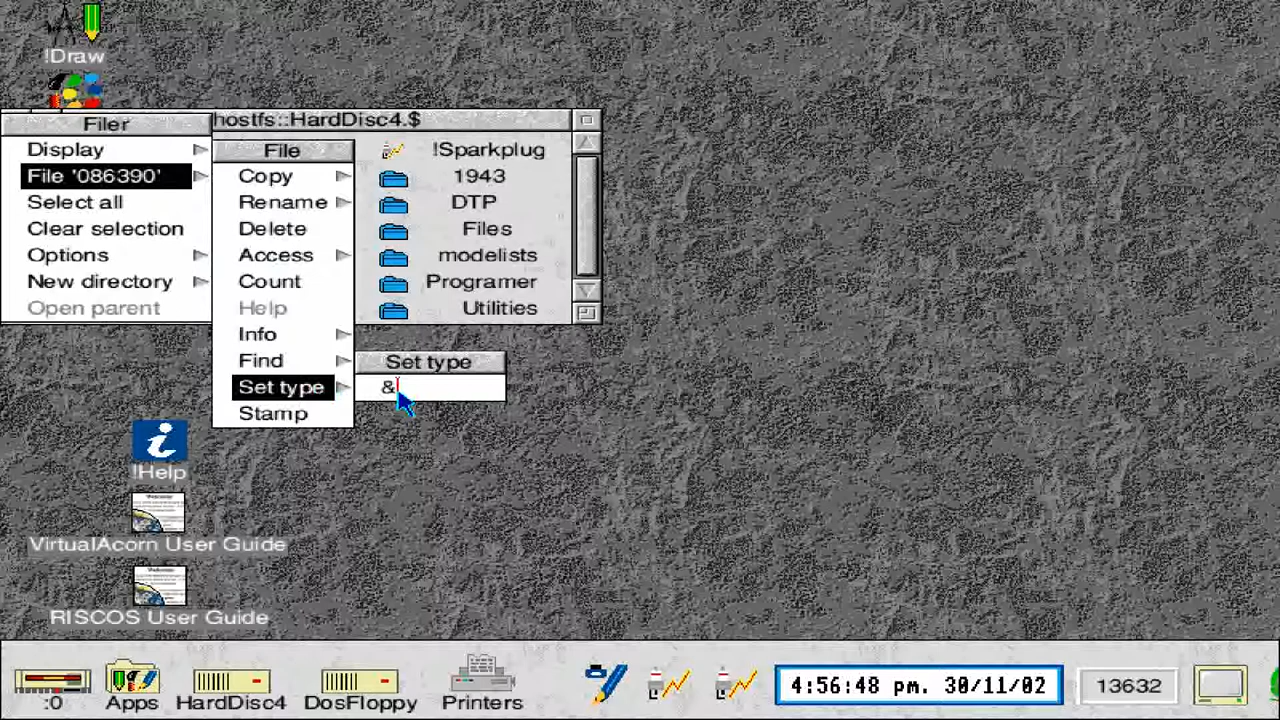 !Draw
hostfs::HardDisc4.$
Filer
Display
File '086390'
Select all
Clear selection
Options
New directory
Open parent
File
Copy
Rename
Delete
Access
Count
Help
Info
Find
Set type
Stamp
!Sparkplug
1943
DTP
Files
modelists
Programer
Utilities
Set type
&
!Help
VirtualAcorn User Guide
RISCOS User Guide
:0
Apps
HardDisc4
DosFloppy
Printers
4:56:48 pm. 30/11/02
13632